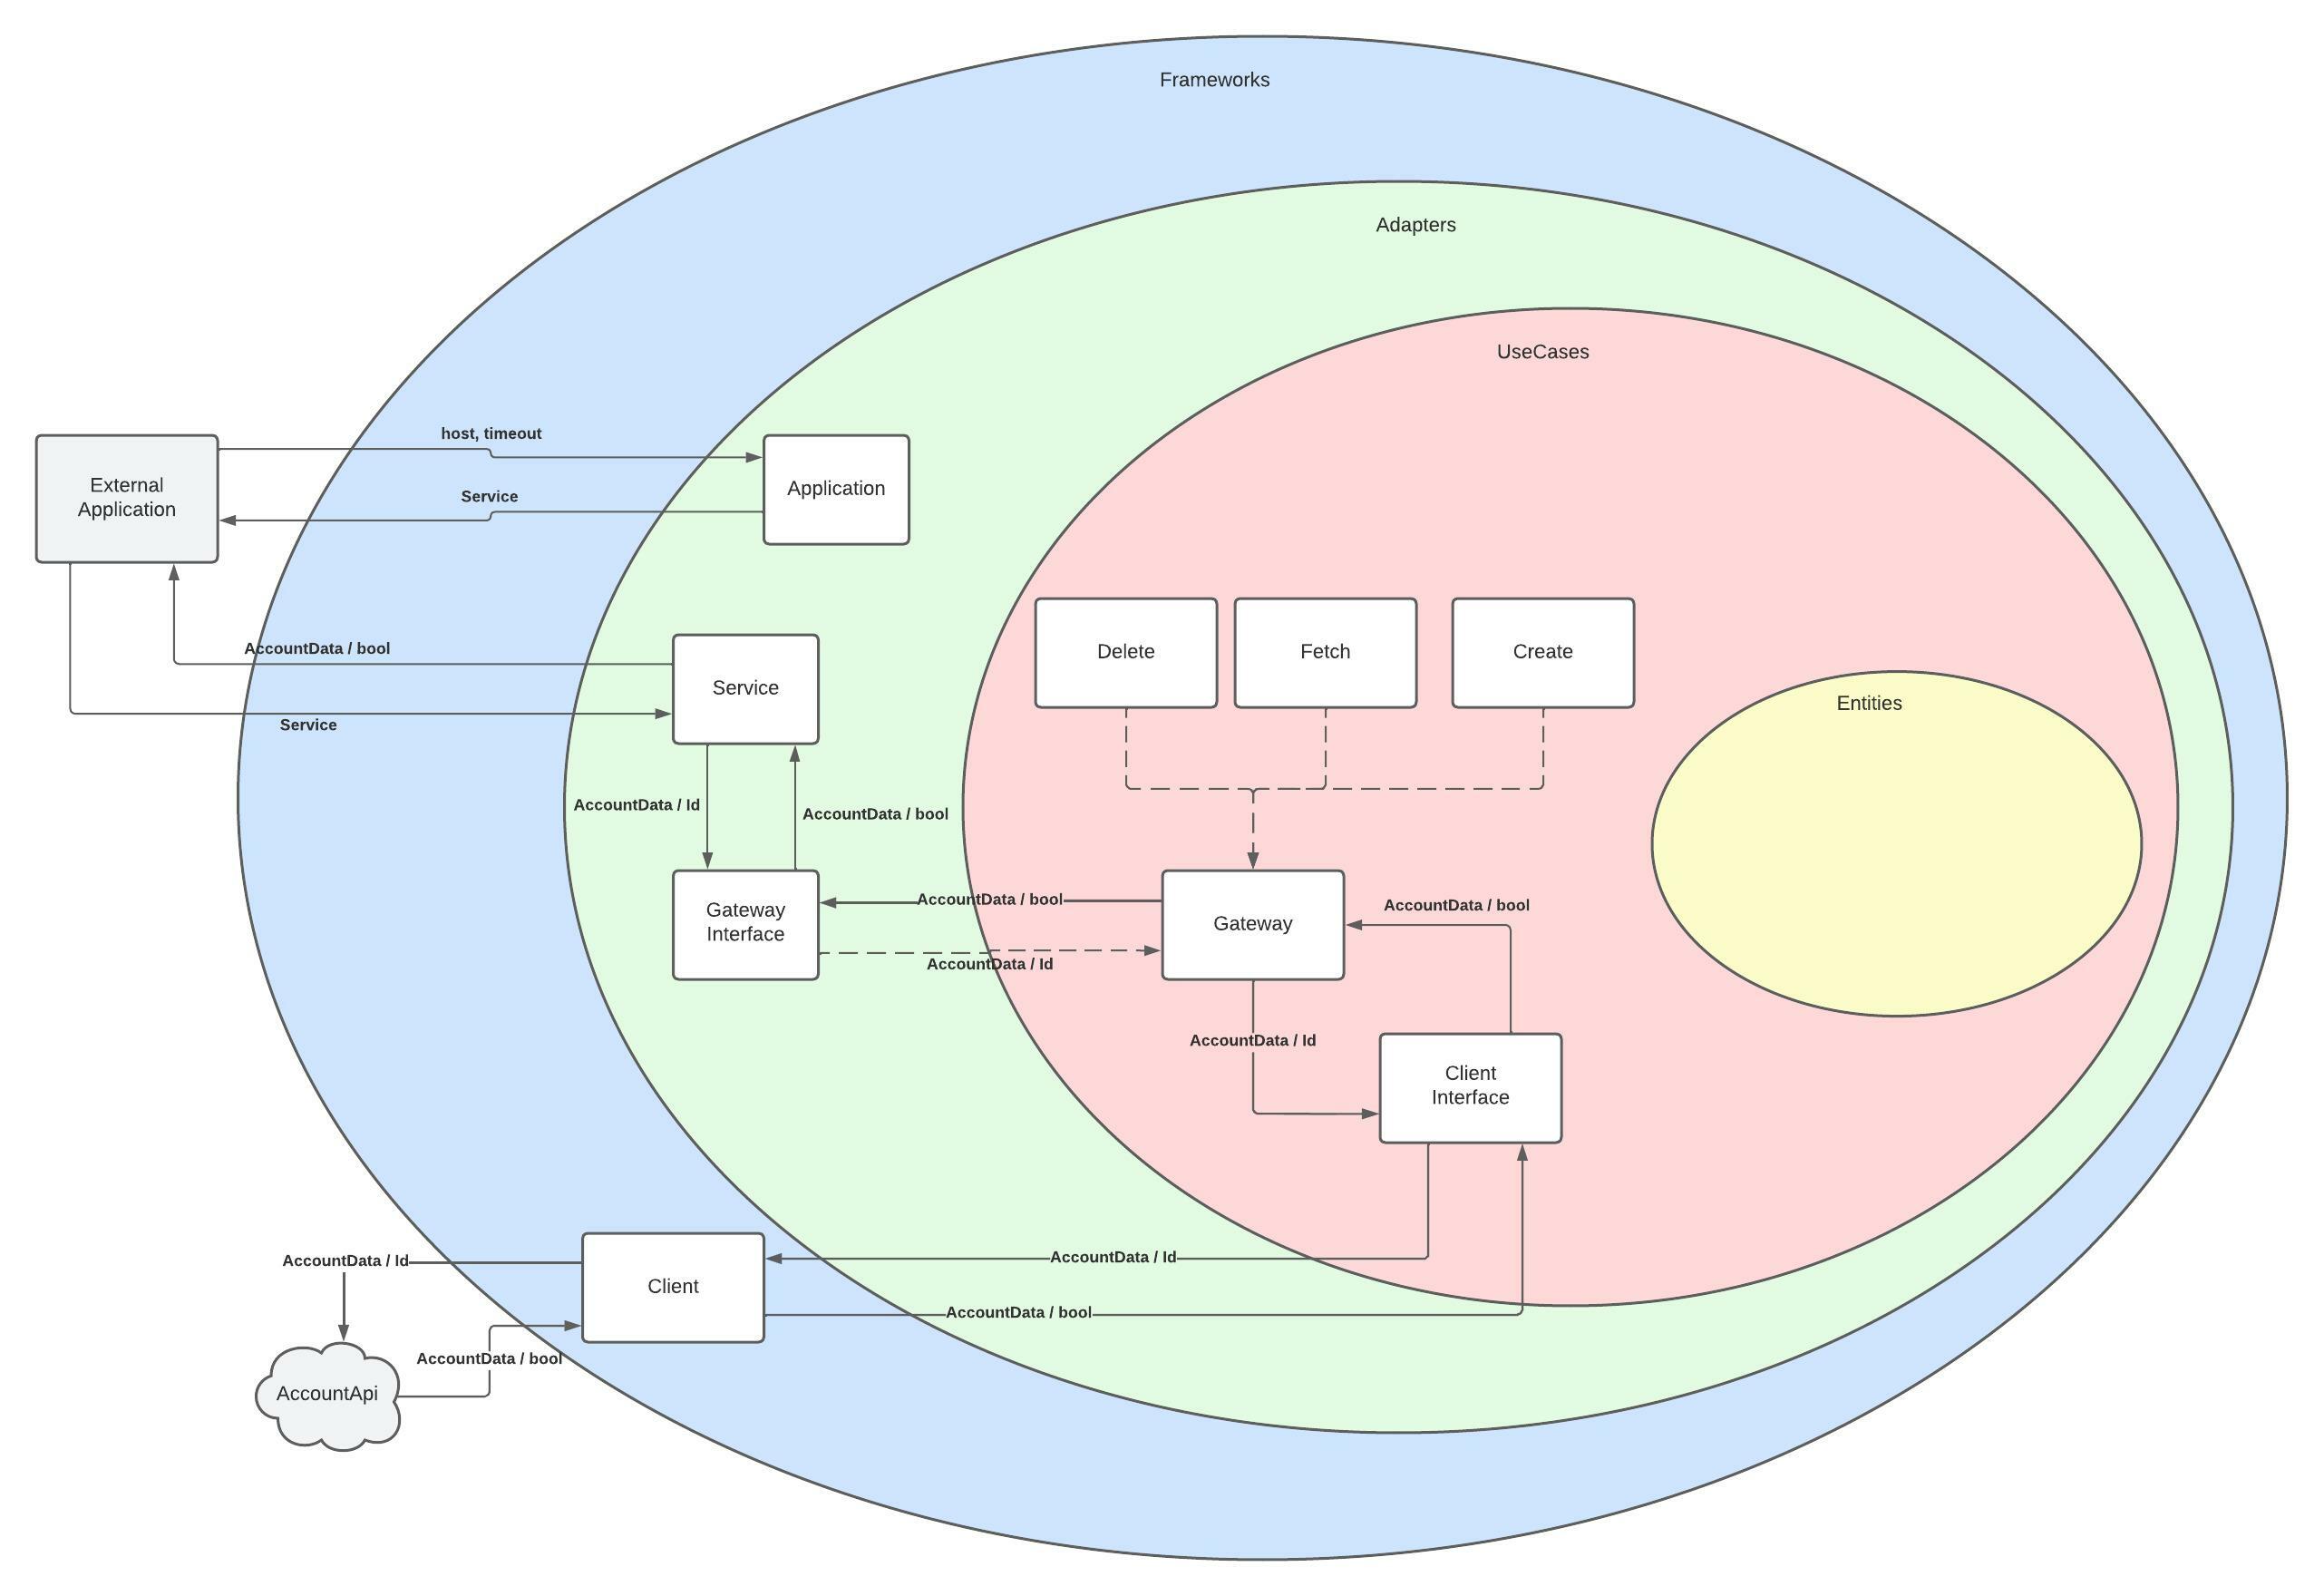 Frameworks
Adapters
UseCases
host, timeout
External
Application
Application
Service
Delete
Fetch
Create
AccountData / bool
Service
Service
Entities
AccountData / Id
AccountData / bool
Gateway
Interface
AccountData / bool
AccountData / Id
Gateway
AccountData / bool
AccountData / Id
Client
Interface
AccountData / Id
Client
AccountData / Id
AccountData / bool
AccountData / bool
AccountApi